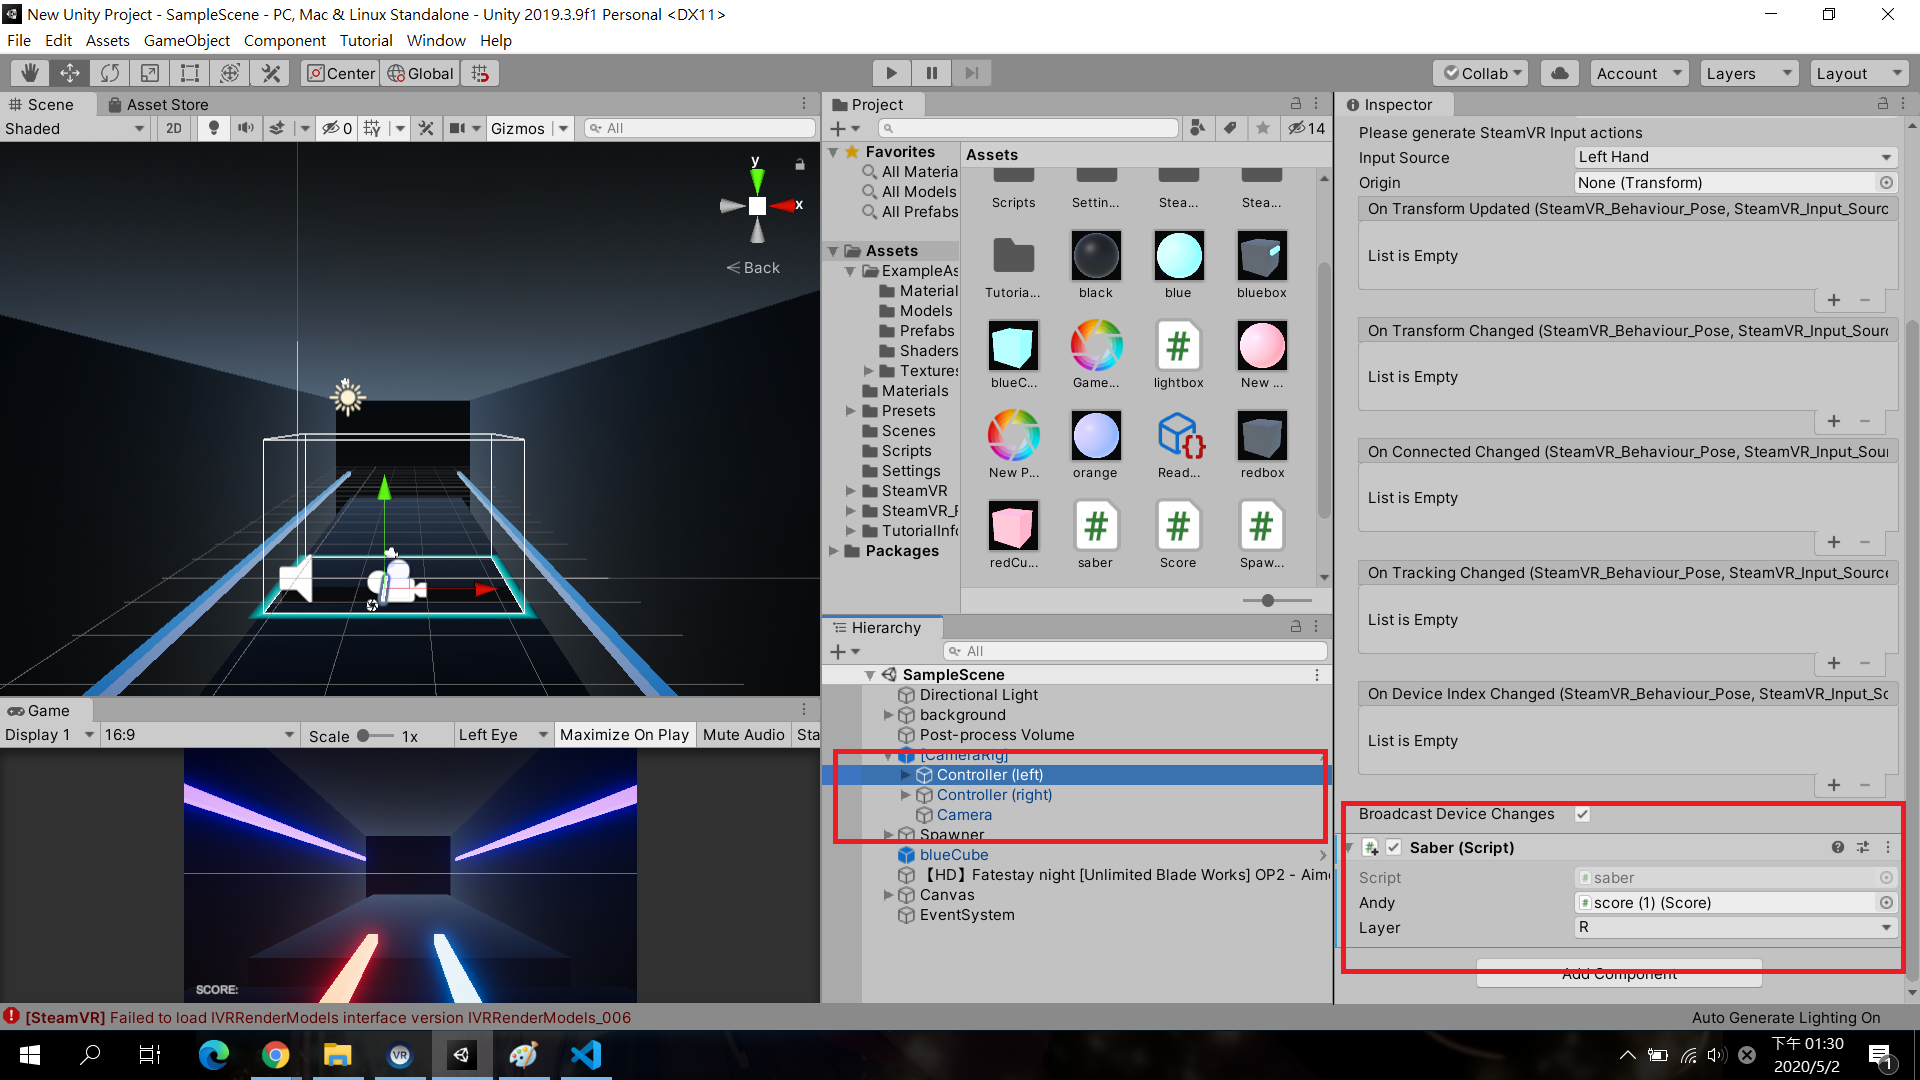 New Unity Project - SampleScene - PC, Mac & Linux Standalone - Unity 2019.3.9f1 Personal <DX11>
File Edit Assets GameObject Component Tutorial Window Help
Center Global
Collab Account Layers Layout
Scene Asset Store
Shaded 2D 0 Gizmos All
y
x
Back
Game
Display 1 16:9 Scale 1x Left Eye Maximize On Play Mute Audio Sta
SCORE:
Project
14
Favorites
All Materia
All Models
All Prefabs
Assets
ExampleAs
Material
Models
Prefabs
Shaders
Textures
Materials
Presets
Scenes
Scripts
Settings
SteamVR
SteamVR_F
TutorialInfo
Packages
Assets
Scripts Settin... Stea... Stea...
Tutoria... black blue bluebox
blueC... Game... lightbox New ...
New P... orange Read... redbox
redCu... saber Score Spaw...
Hierarchy
All
SampleScene
Directional Light
background
Post-process Volume
[CameraRig]
Controller (left)
Controller (right)
Camera
Spawner
blueCube
【HD】Fatestay night [Unlimited Blade Works] OP2 - Aime
Canvas
EventSystem
Inspector
Please generate SteamVR Input actions
Input Source Left Hand
Origin None (Transform)
On Transform Updated (SteamVR_Behaviour_Pose, SteamVR_Input_Sourc
List is Empty
On Transform Changed (SteamVR_Behaviour_Pose, SteamVR_Input_Sourc
List is Empty
On Connected Changed (SteamVR_Behaviour_Pose, SteamVR_Input_Sour
List is Empty
On Tracking Changed (SteamVR_Behaviour_Pose, SteamVR_Input_Source
List is Empty
On Device Index Changed (SteamVR_Behaviour_Pose, SteamVR_Input_So
List is Empty
Broadcast Device Changes
Saber (Script)
Script saber
Andy score (1) (Score)
Layer R
Add Component
[SteamVR] Failed to load IVRRenderModels interface version IVRRenderModels_006
Auto Generate Lighting On
VR
下午 01:30
2020/5/2
1